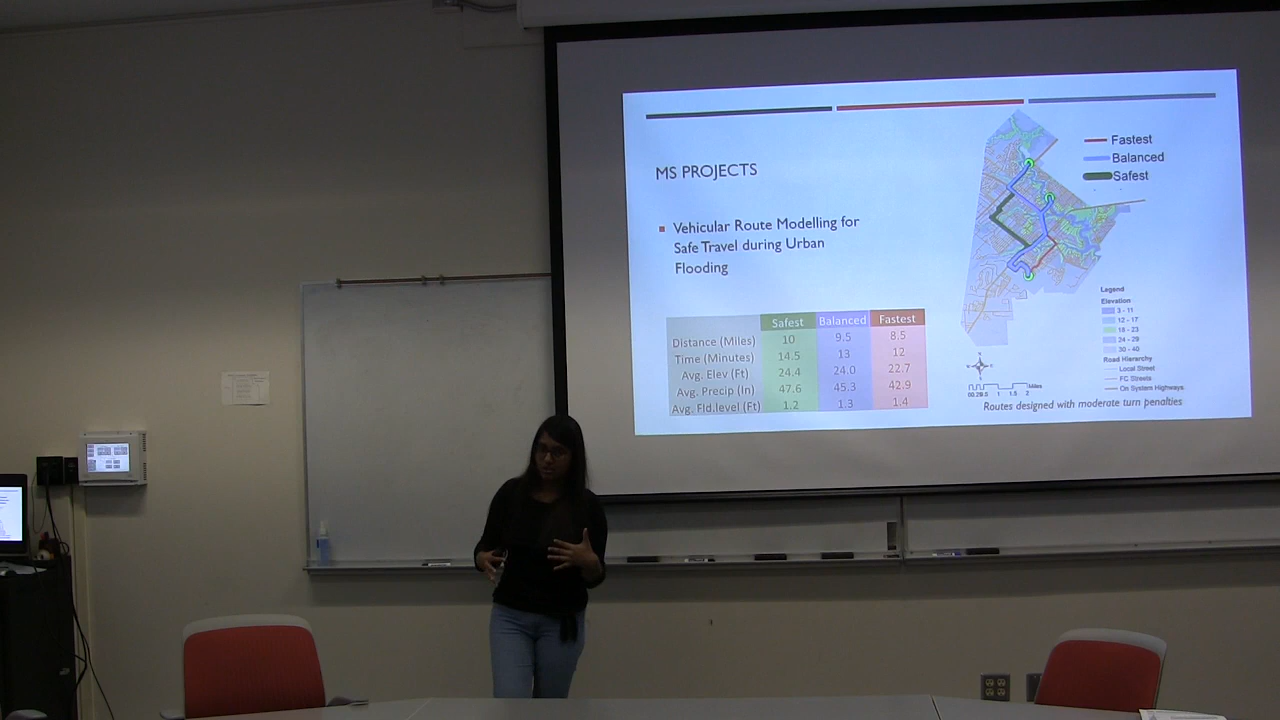 MS PROJECTS
Vehicular Route Modelling for
Safe Travel during Urban
Flooding
Safest Balanced Fastest
Distance (Miles) 10 9.5 8.5
Time (Minutes) 14.5 13 12
Avg. Elev (Ft) 24.4 24.0 22.7
Avg. Precip (In) 47.6 45.3 42.9
Avg. Fld.level (Ft) 1.2 1.3 1.4
Fastest
Balanced
Safest
Legend
Elevation
3 - 11
12 - 17
18 - 23
24 - 29
30 - 40
Road Hierarchy
Local Street
FC Streets
On System Highways
Miles
1 1.5 2
Routes designed with moderate turn penalties